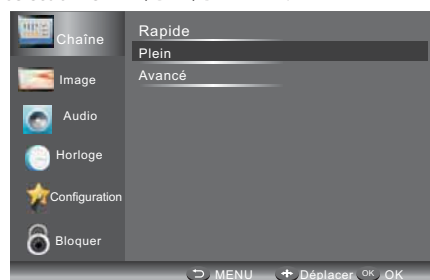 Chaîne
Image
Audio
Horloge
Configuration
Bloquer
Rapide
Plein
Avancé
MENU Déplacer OK OK